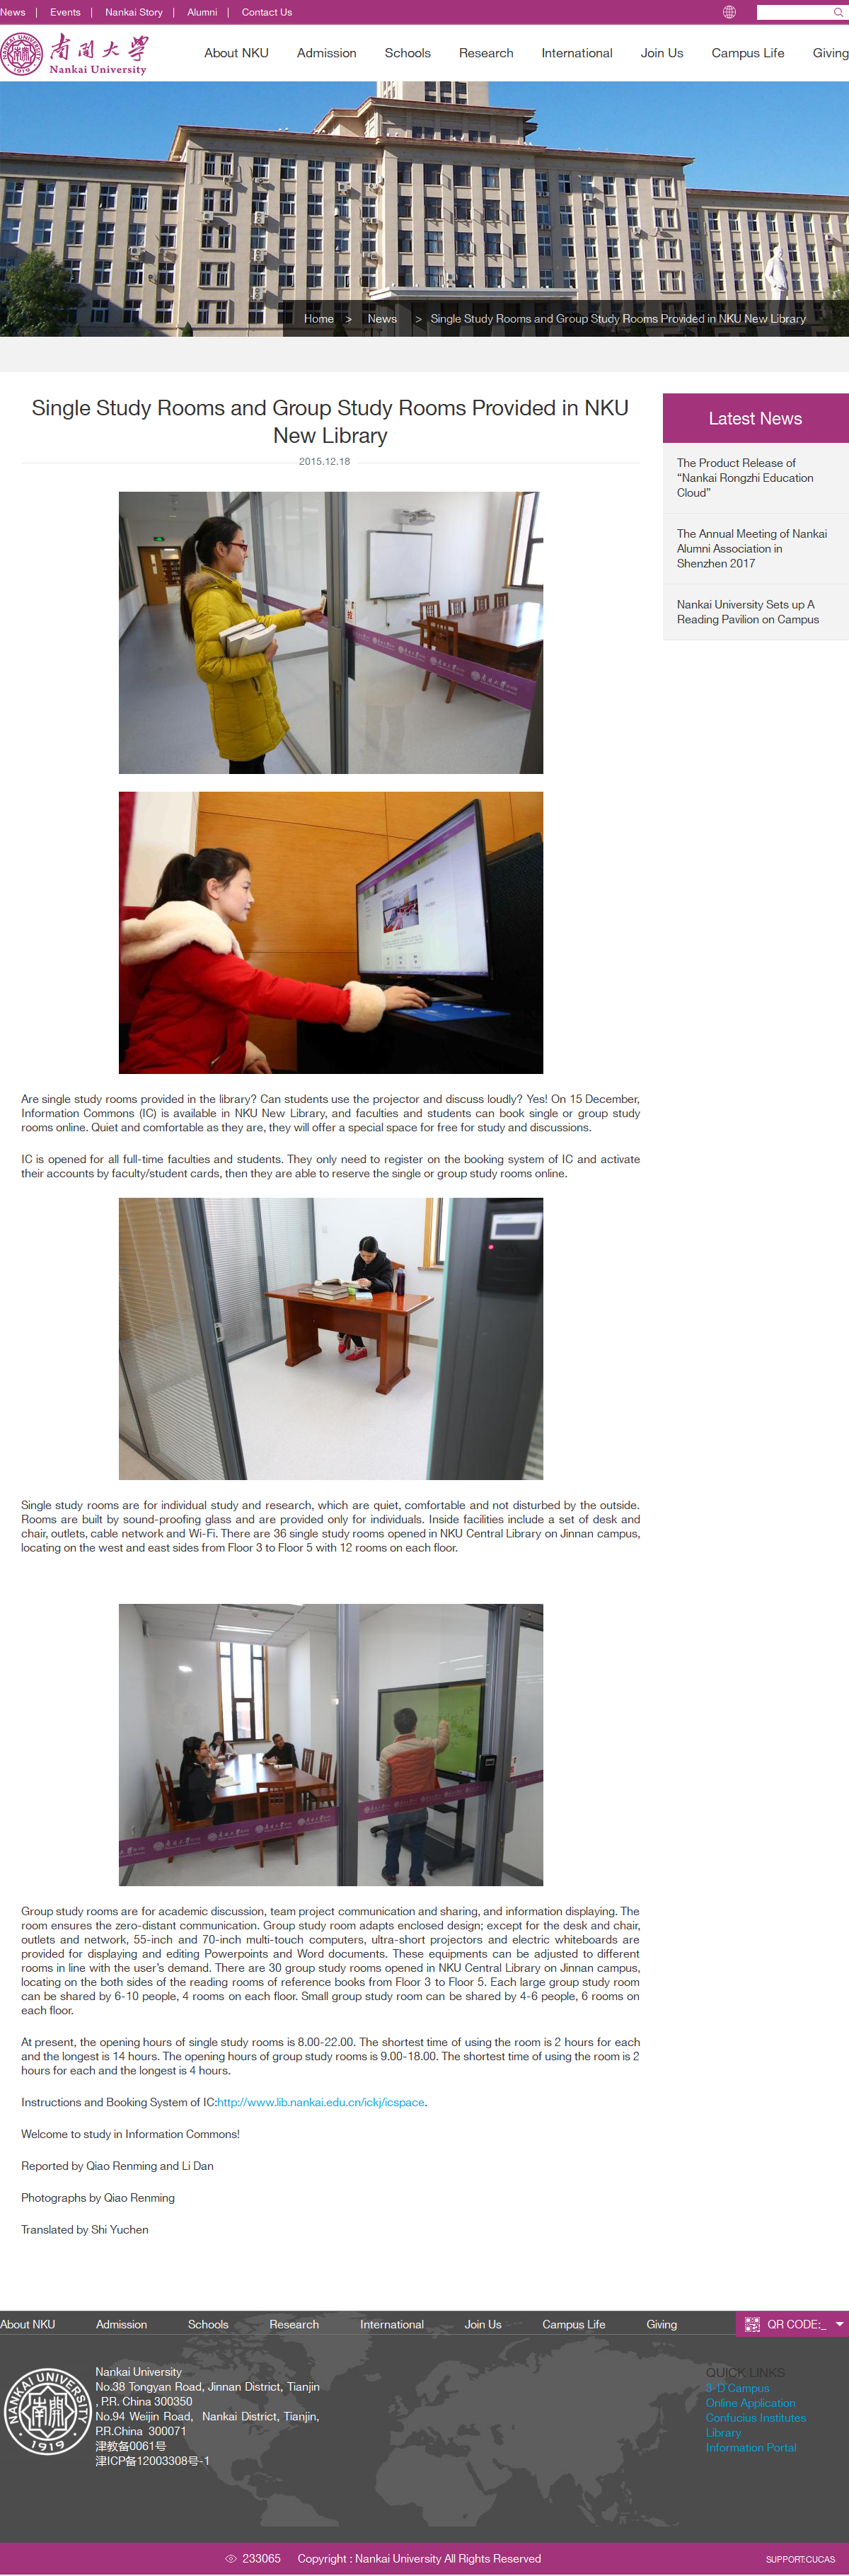 News | Events | Nankai Story | Alumni | Contact Us
南開大學
Nankai University
1919
About NKU Admission Schools Research International Join Us Campus Life Giving
Home > News > Single Study Rooms and Group Study Rooms Provided in NKU New Library
Single Study Rooms and Group Study Rooms Provided in NKU
New Library
2015.12.18
Latest News
The Product Release of
“Nankai Rongzhi Education
Cloud”
The Annual Meeting of Nankai
Alumni Association in
Shenzhen 2017
Nankai University Sets up A
Reading Pavilion on Campus
拉
Are single study rooms provided in the library? Can students use the projector and discuss loudly? Yes! On 15 December,
Information Commons (IC) is available in NKU New Library, and faculties and students can book single or group study
rooms online. Quiet and comfortable as they are, they will offer a special space for free for study and discussions.
IC is opened for all full-time faculties and students. They only need to register on the booking system of IC and activate
their accounts by faculty/student cards, then they are able to reserve the single or group study rooms online.
Single study rooms are for individual study and research, which are quiet, comfortable and not disturbed by the outside.
Rooms are built by sound-proofing glass and are provided only for individuals. Inside facilities include a set of desk and
chair, outlets, cable network and Wi-Fi. There are 36 single study rooms opened in NKU Central Library on Jinnan campus,
locating on the west and east sides from Floor 3 to Floor 5 with 12 rooms on each floor.
Group study rooms are for academic discussion, team project communication and sharing, and information displaying. The
room ensures the zero-distant communication. Group study room adapts enclosed design; except for the desk and chair,
outlets and network, 55-inch and 70-inch multi-touch computers, ultra-short projectors and electric whiteboards are
provided for displaying and editing Powerpoints and Word documents. These equipments can be adjusted to different
rooms in line with the user’s demand. There are 30 group study rooms opened in NKU Central Library on Jinnan campus,
locating on the both sides of the reading rooms of reference books from Floor 3 to Floor 5. Each large group study room
can be shared by 6-10 people, 4 rooms on each floor. Small group study room can be shared by 4-6 people, 6 rooms on
each floor.
At present, the opening hours of single study rooms is 8.00-22.00. The shortest time of using the room is 2 hours for each
and the longest is 14 hours. The opening hours of group study rooms is 9.00-18.00. The shortest time of using the room is 2
hours for each and the longest is 4 hours.
Instructions and Booking System of IC:http://www.lib.nankai.edu.cn/ickj/icspace.
Welcome to study in Information Commons!
Reported by Qiao Renming and Li Dan
Photographs by Qiao Renming
Translated by Shi Yuchen
About NKU Admission Schools Research International Join Us Campus Life Giving QR CODE:_
NANKAI UNIVERSITY
1919
Nankai University
No.38 Tongyan Road, Jinnan District, Tianjin
, P.R. China 300350
No.94 Weijin Road, Nankai District, Tianjin,
P.R.China 300071
津教备0061号
津ICP备12003308号-1
QUICK LINKS
3-D Campus
Online Application
Confucius Institutes
Library
Information Portal
233065 Copyright : Nankai University All Rights Reserved
SUPPORT:CUCAS